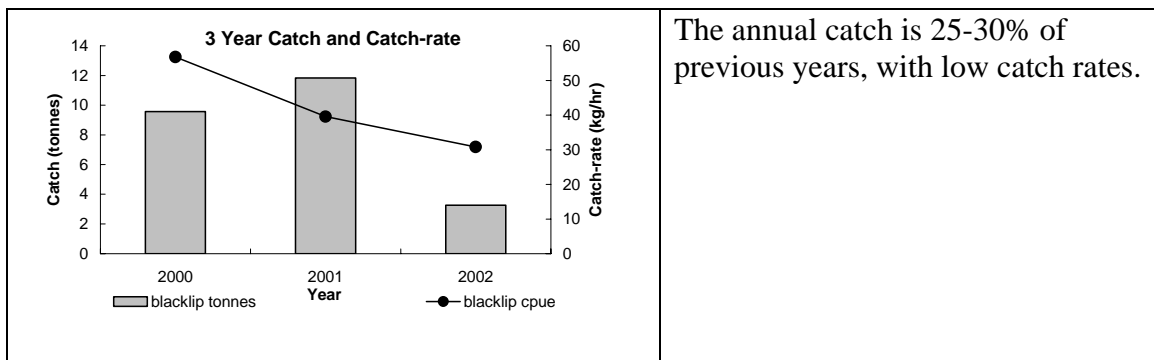 3 Year Catch and Catch-rate
14
12
10
8
6
4
2
0
Catch (tonnes)
60
50
40
30
20
10
0
Catch-rate (kg/hr)
2000 2001 2002
Year
blacklip tonnes blacklip cpue
The annual catch is 25-30% of
previous years, with low catch rates.